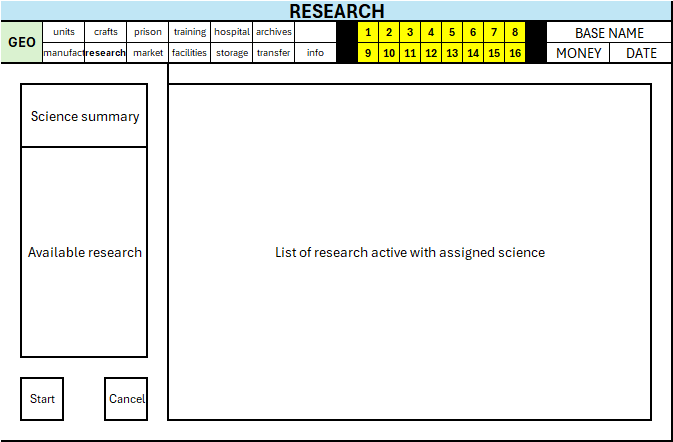 RESEARCH
GEO
units crafts prison training hospital archives
manufact research market facilities storage transfer info
1 2 3 4 5 6 7 8
9 10 11 12 13 14 15 16
BASE NAME
MONEY DATE
Science summary
Available research
List of research active with assigned science
Start Cancel